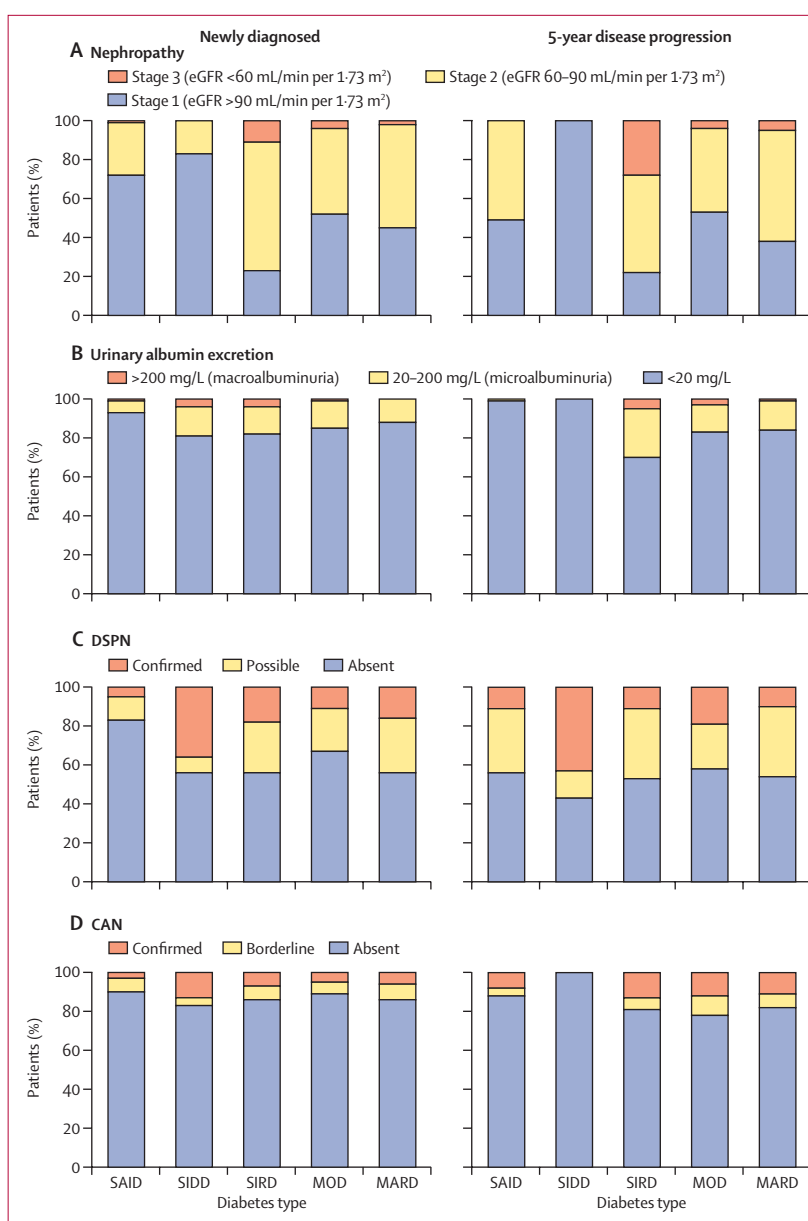 Newly diagnosed 5-year disease progression
A Nephropathy
Stage 3 (eGFR <60 mL/min per 1·73 m²) Stage 2 (eGFR 60–90 mL/min per 1·73 m²)
Stage 1 (eGFR >90 mL/min per 1·73 m²)
100
80
60
40
20
0
Patients (%)
B Urinary albumin excretion
>200 mg/L (macroalbuminuria) 20–200 mg/L (microalbuminuria) <20 mg/L
100
80
60
40
20
0
Patients (%)
C DSPN
Confirmed Possible Absent
100
80
60
40
20
0
Patients (%)
D CAN
Confirmed Borderline Absent
100
80
60
40
20
0
Patients (%)
SAID SIDD SIRD MOD MARD SAID SIDD SIRD MOD MARD
Diabetes type Diabetes type